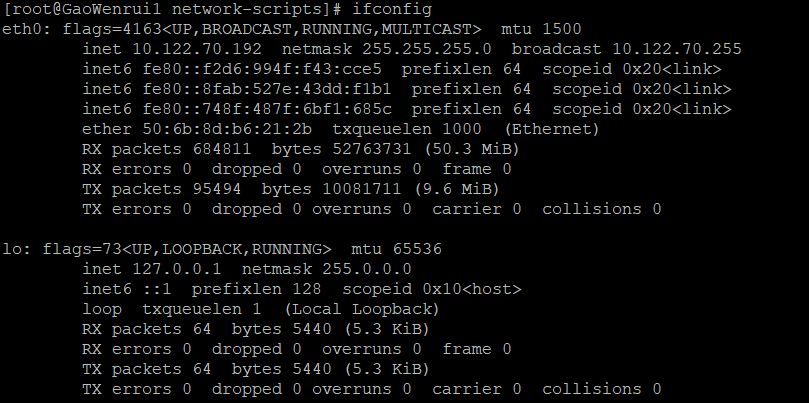 [root@GaoWenrui1 network-scripts]# ifconfig
eth0: flags=4163<UP,BROADCAST,RUNNING,MULTICAST>  mtu 1500
        inet 10.122.70.192  netmask 255.255.255.0  broadcast 10.122.70.255
        inet6 fe80::f2d6:994f:f43:cce5  prefixlen 64  scopeid 0x20<link>
        inet6 fe80::8fab:527e:43dd:f1b1  prefixlen 64  scopeid 0x20<link>
        inet6 fe80::748f:487f:6bf1:685c  prefixlen 64  scopeid 0x20<link>
        ether 50:6b:8d:b6:21:2b  txqueuelen 1000  (Ethernet)
        RX packets 684811  bytes 52763731 (50.3 MiB)
        RX errors 0  dropped 0  overruns 0  frame 0
        TX packets 95494  bytes 10081711 (9.6 MiB)
        TX errors 0  dropped 0 overruns 0  carrier 0  collisions 0

lo: flags=73<UP,LOOPBACK,RUNNING>  mtu 65536
        inet 127.0.0.1  netmask 255.0.0.0
        inet6 ::1  prefixlen 128  scopeid 0x10<host>
        loop  txqueuelen 1  (Local Loopback)
        RX packets 64  bytes 5440 (5.3 KiB)
        RX errors 0  dropped 0  overruns 0  frame 0
        TX packets 64  bytes 5440 (5.3 KiB)
        TX errors 0  dropped 0 overruns 0  carrier 0  collisions 0